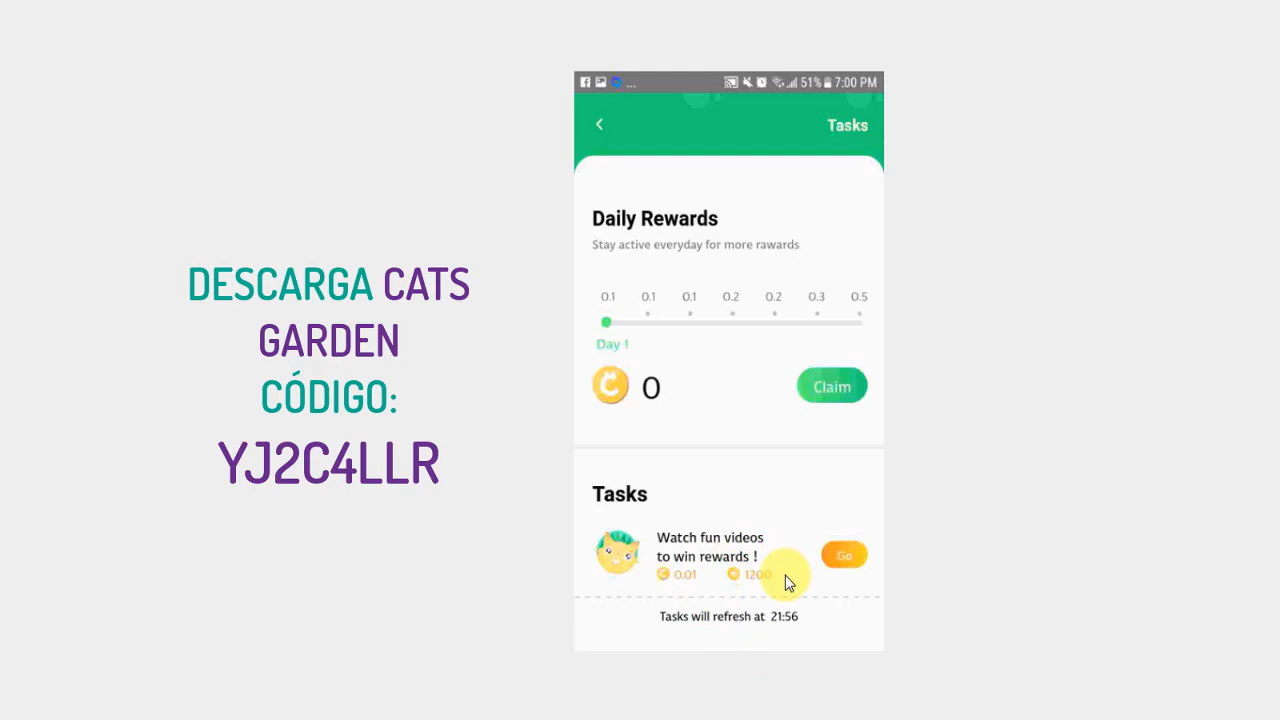 DESCARGA CATS
GARDEN
CÓDIGO:
YJ2C4LLR
... 51% 7:00 PM
Tasks
Daily Rewards
Stay active everyday for more rawards
0.1 0.1 0.1 0.2 0.2 0.3 0.5
Day 1
0 Claim
Tasks
Watch fun videos
to win rewards !
Go
0.01 1200
Tasks will refresh at 21:56